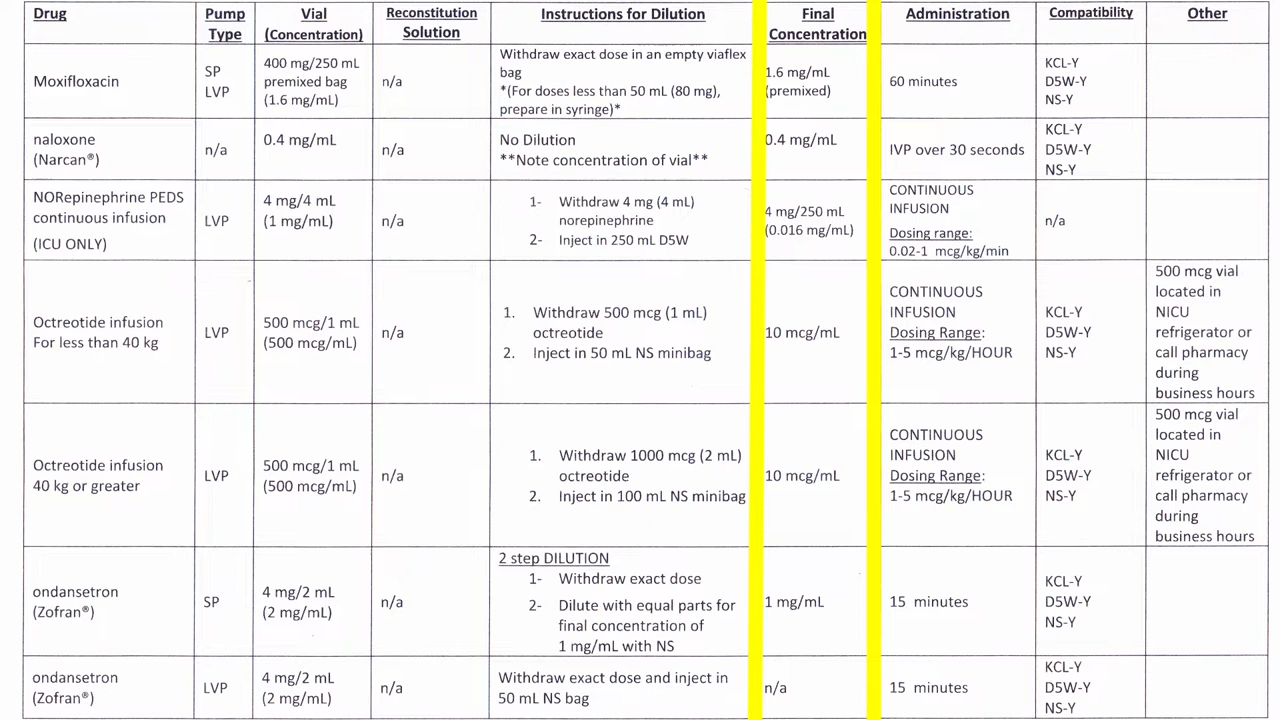 Drug
Pump
Type
Vial
(Concentration)
Reconstitution
Solution
Instructions for Dilution
Final
Concentration
Administration
Compatibility
Other
Moxifloxacin
SP
LVP
400 mg/250 mL
premixed bag
(1.6 mg/mL)
n/a
Withdraw exact dose in an empty viaflex
bag
*(For doses less than 50 mL (80 mg),
prepare in syringe)*
1.6 mg/mL
(premixed)
60 minutes
KCL-Y
D5W-Y
NS-Y
naloxone
(Narcan®)
n/a
0.4 mg/mL
n/a
No Dilution
**Note concentration of vial**
0.4 mg/mL
IVP over 30 seconds
KCL-Y
D5W-Y
NS-Y
NORepinephrine PEDS
continuous infusion
(ICU ONLY)
LVP
4 mg/4 mL
(1 mg/mL)
n/a
1- Withdraw 4 mg (4 mL)
norepinephrine
2- Inject in 250 mL D5W
4 mg/250 mL
(0.016 mg/mL)
CONTINUOUS
INFUSION
Dosing range:
0.02-1 mcg/kg/min
n/a
Octreotide infusion
For less than 40 kg
LVP
500 mcg/1 mL
(500 mcg/mL)
n/a
1. Withdraw 500 mcg (1 mL)
octreotide
2. Inject in 50 mL NS minibag
10 mcg/mL
CONTINUOUS
INFUSION
Dosing Range:
1-5 mcg/kg/HOUR
KCL-Y
D5W-Y
NS-Y
500 mcg vial
located in
NICU
refrigerator or
call pharmacy
during
business hours
Octreotide infusion
40 kg or greater
LVP
500 mcg/1 mL
(500 mcg/mL)
n/a
1. Withdraw 1000 mcg (2 mL)
octreotide
2. Inject in 100 mL NS minibag
10 mcg/mL
CONTINUOUS
INFUSION
Dosing Range:
1-5 mcg/kg/HOUR
KCL-Y
D5W-Y
NS-Y
500 mcg vial
located in
NICU
refrigerator or
call pharmacy
during
business hours
ondansetron
(Zofran®)
SP
4 mg/2 mL
(2 mg/mL)
n/a
2 step DILUTION
1- Withdraw exact dose
2- Dilute with equal parts for
final concentration of
1 mg/mL with NS
1 mg/mL
15 minutes
KCL-Y
D5W-Y
NS-Y
ondansetron
(Zofran®)
LVP
4 mg/2 mL
(2 mg/mL)
n/a
Withdraw exact dose and inject in
50 mL NS bag
n/a
15 minutes
KCL-Y
D5W-Y
NS-Y